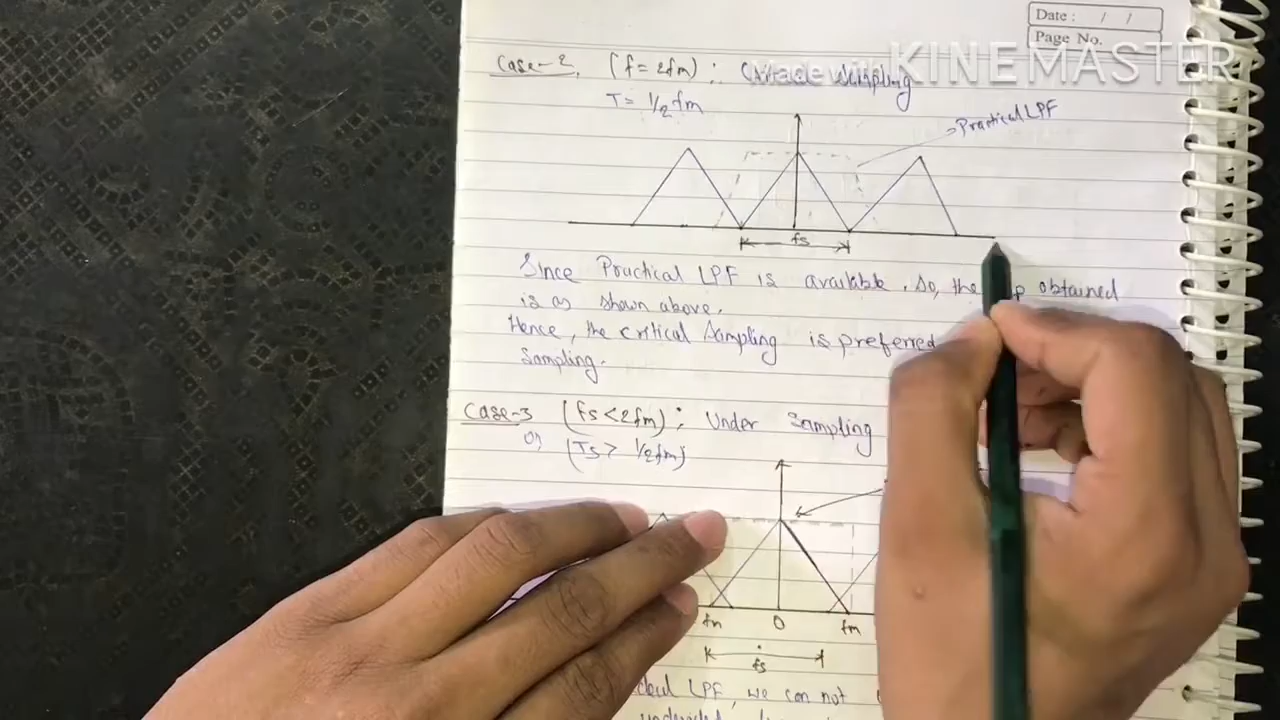 Date : / /
Page No.
Made with KINEMASTER
Case-2, (f = 2fm) : Sampling
T = 1/2 fm
Practical LPF
fs
Since Practical LPF is available . So, the obtained
is as shown above.
Hence, the critical Sampling is preferred
Sampling.
Case-3 (fs < 2fm) ; Under Sampling
Or, (Ts > 1/2fm)
fm 0 fm
fs
LPF, we can not